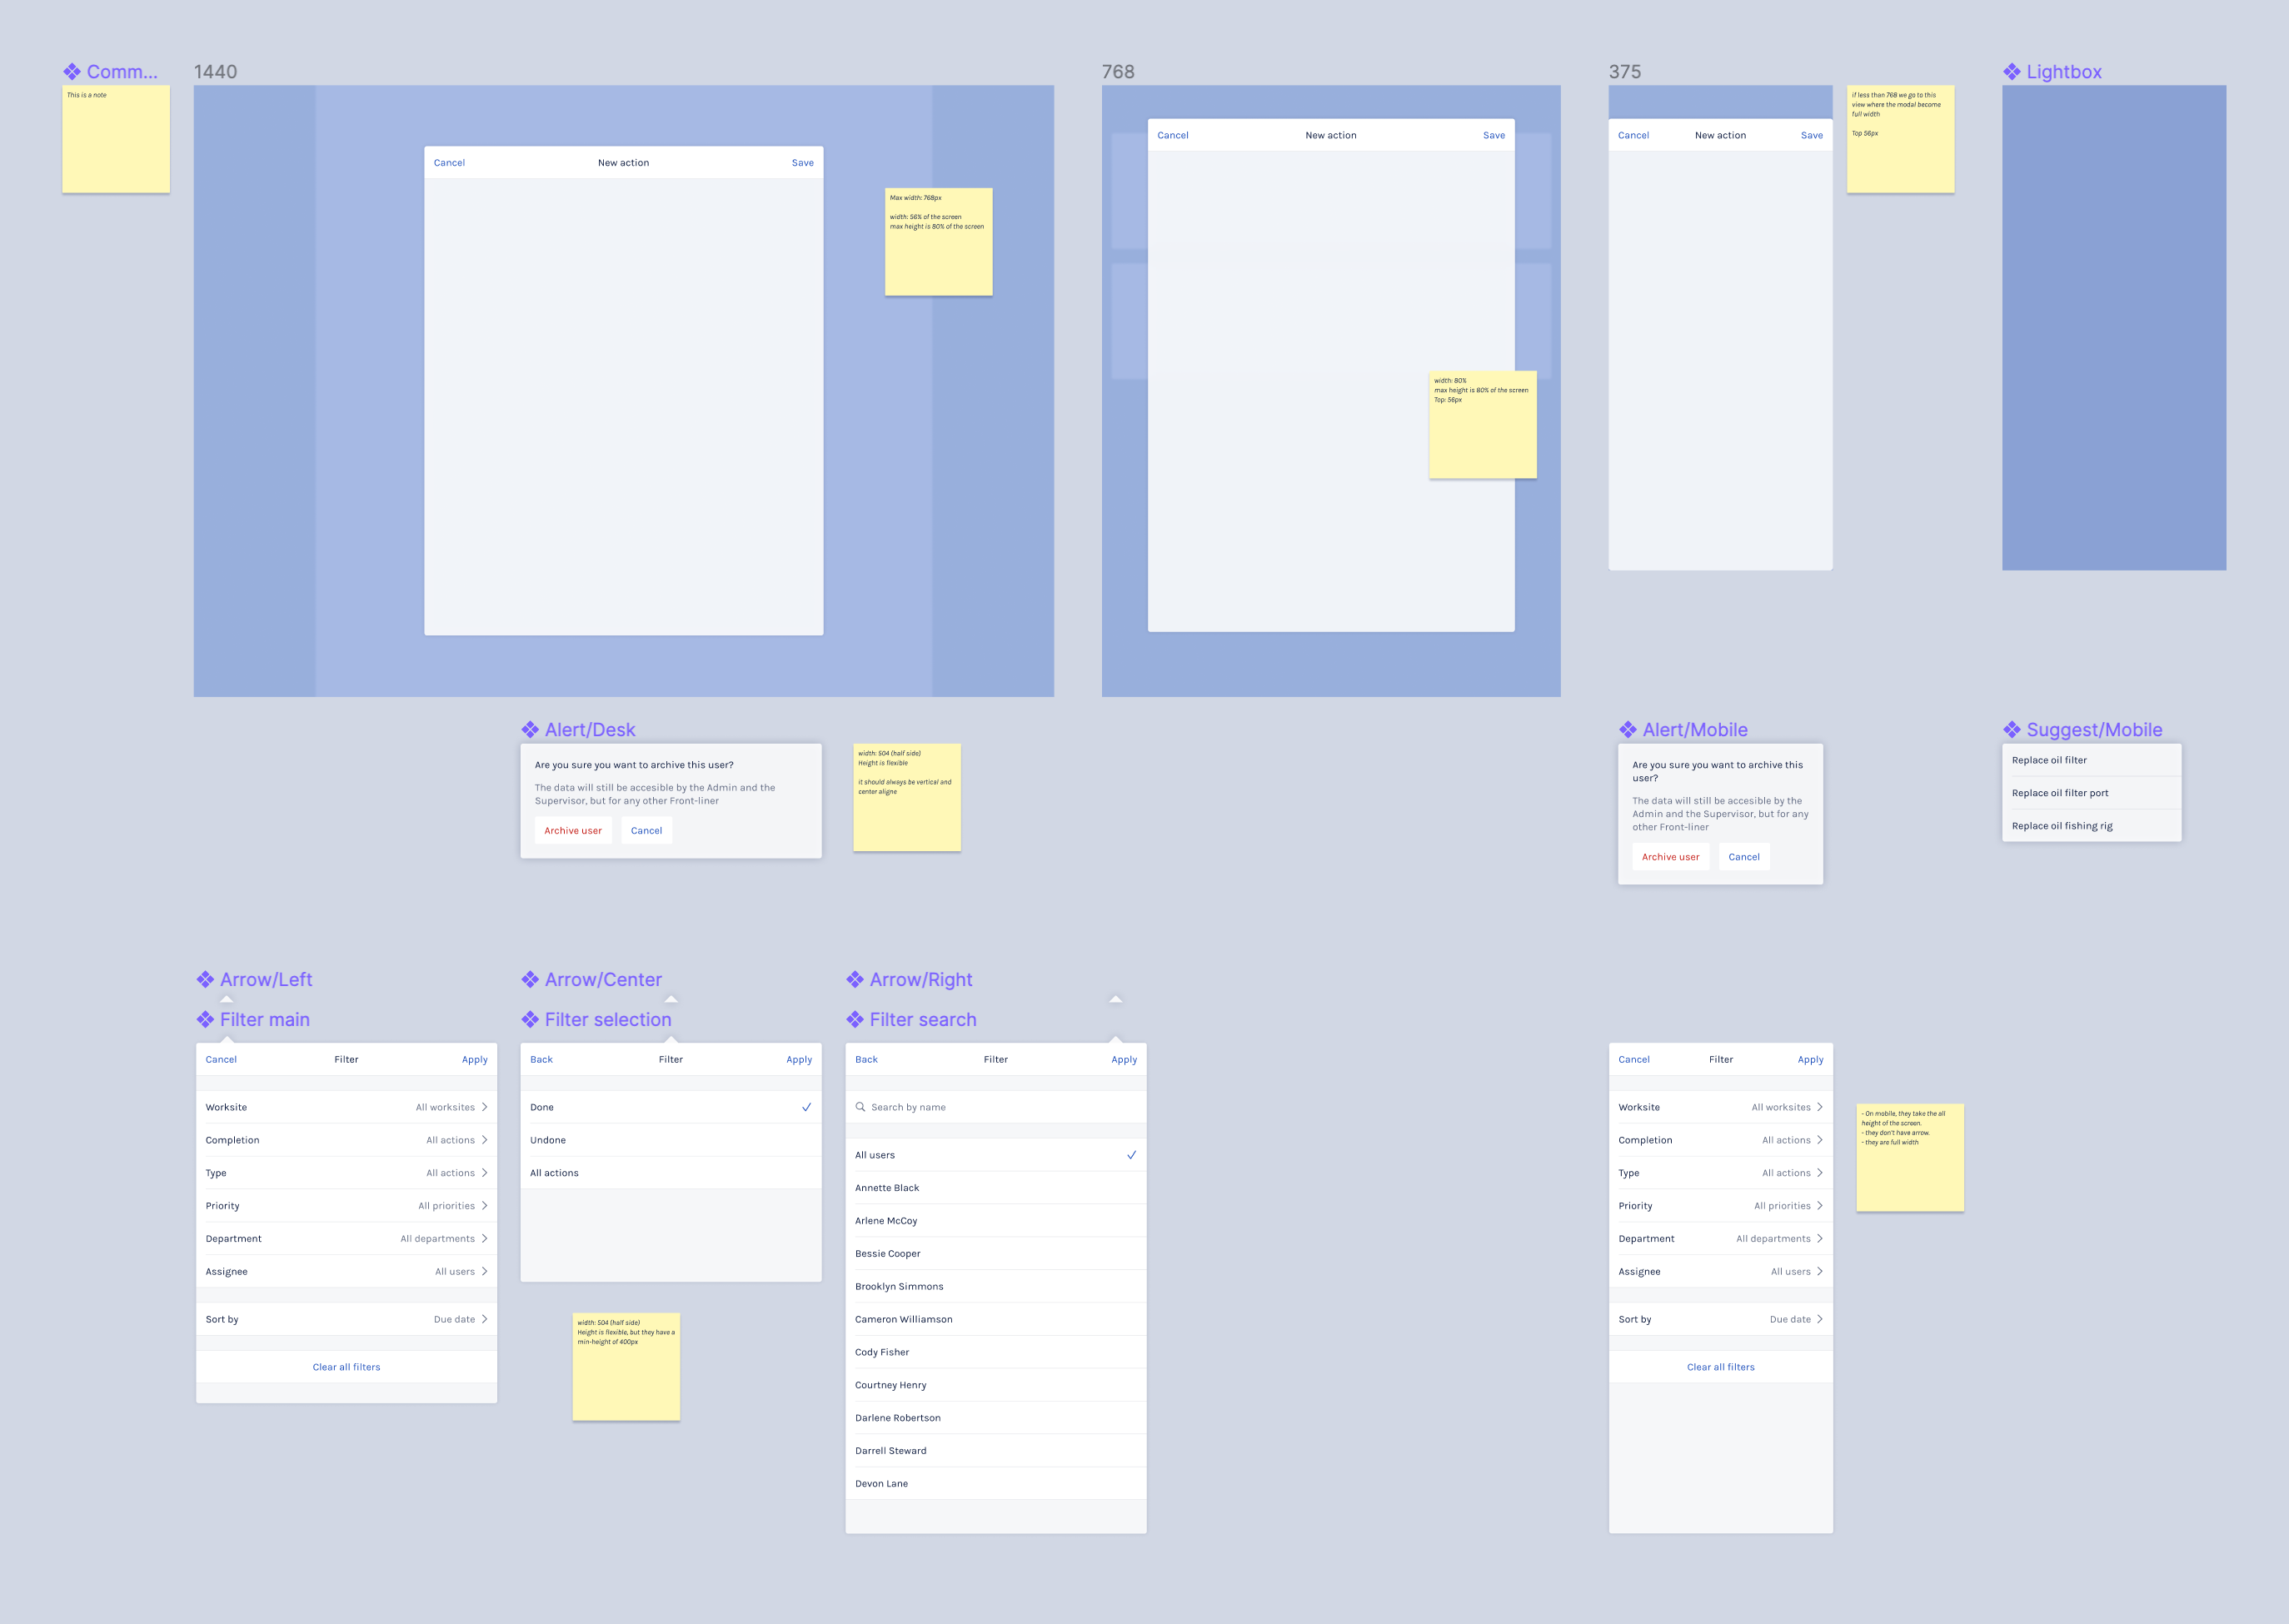 Comm...
This is a note
1440
Cancel New action Save
Max width: 768px
width: 56% of the screen
max height is 80% of the screen
768
Cancel New action Save
width: 80%
max height is 80% of the screen
Top: 56px
375
Cancel New action Save
if less than 768 we go to this
view where the modal become
full width
Top 56px
Lightbox
Alert/Desk
Are you sure you want to archive this user?
The data will still be accesible by the Admin and the
Supervisor, but for any other Front-liner
Archive user Cancel
width: 504 (half side)
Height is flexible
it should always be vertical and
center aligne
Alert/Mobile
Are you sure you want to archive this
user?
The data will still be accesible by the
Admin and the Supervisor, but for any
other Front-liner
Archive user Cancel
Suggest/Mobile
Replace oil filter
Replace oil filter port
Replace oil fishing rig
Arrow/Left
Filter main
Cancel Filter Apply
Worksite All worksites
Completion All actions
Type All actions
Priority All priorities
Department All departments
Assignee All users
Sort by Due date
Clear all filters
Arrow/Center
Filter selection
Back Filter Apply
Done
Undone
All actions
width: 504 (half side)
Height is flexible, but they have a
min-height of 400px
Arrow/Right
Filter search
Back Filter Apply
Search by name
All users
Annette Black
Arlene McCoy
Bessie Cooper
Brooklyn Simmons
Cameron Williamson
Cody Fisher
Courtney Henry
Darlene Robertson
Darrell Steward
Devon Lane
Cancel Filter Apply
Worksite All worksites
Completion All actions
Type All actions
Priority All priorities
Department All departments
Assignee All users
Sort by Due date
Clear all filters
- On mobile, they take the all
height of the screen.
- they don't have arrow.
- they are full width